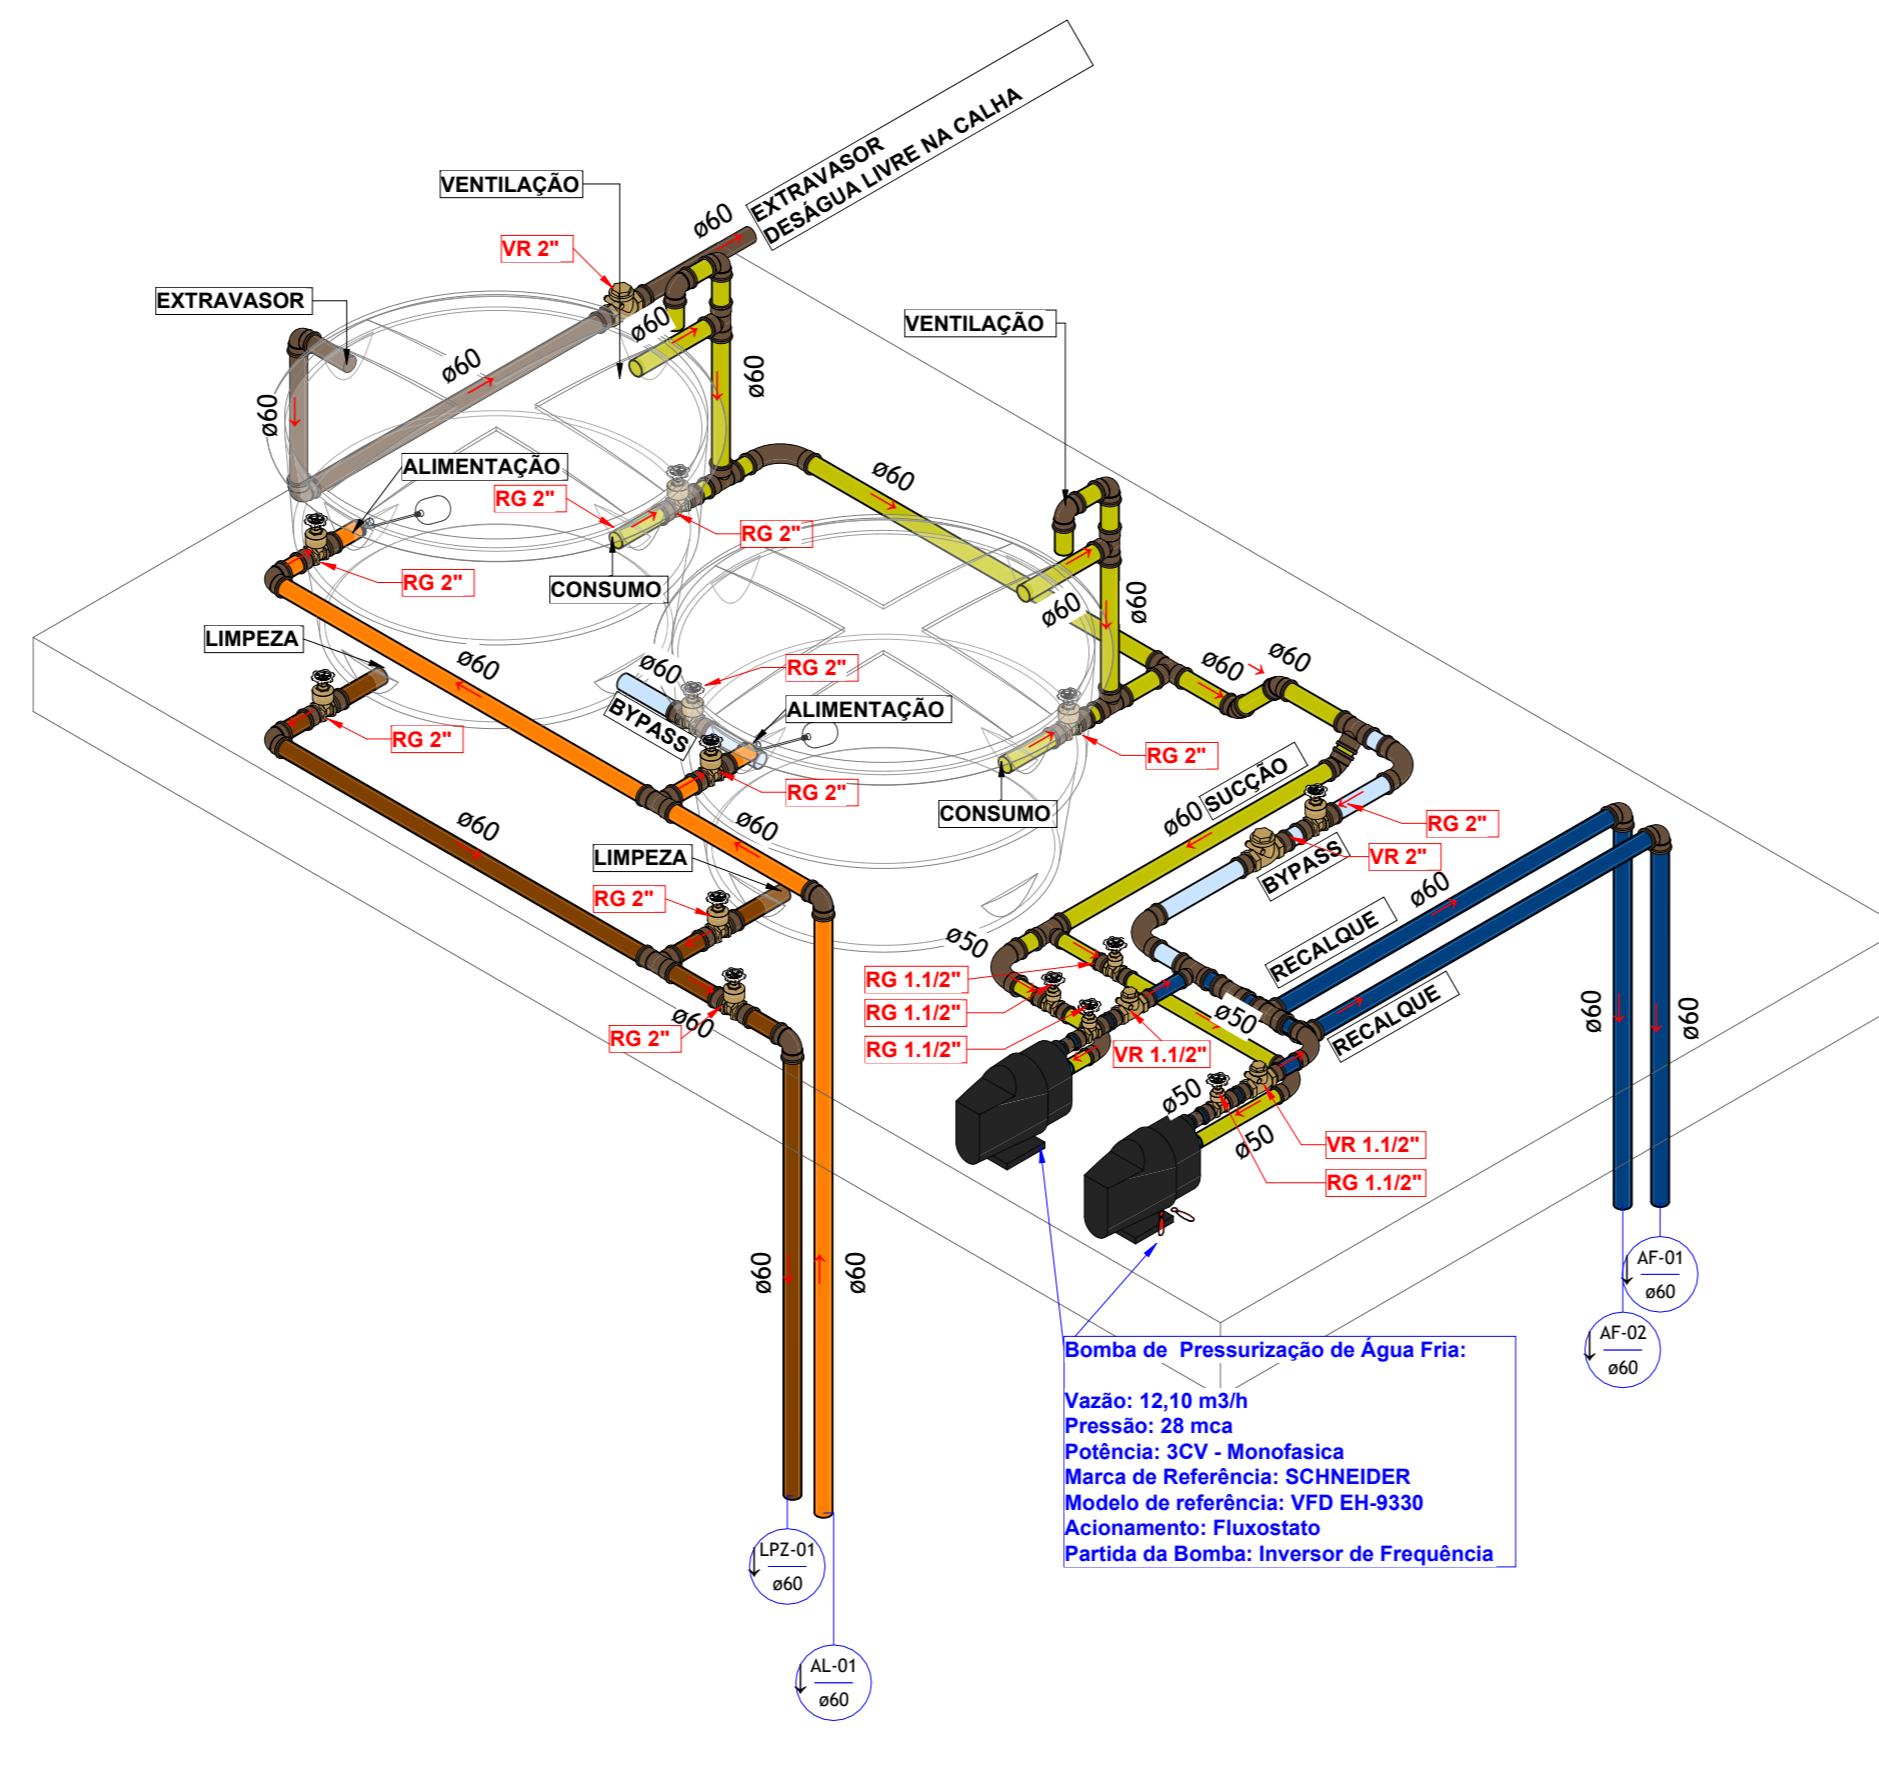 EXTRAVASOR
DESÁGUA LIVRE NA CALHA
VENTILAÇÃO
ø60
VR 2"
EXTRAVASOR
ø60
VENTILAÇÃO
ø60
ø60
ø60
ALIMENTAÇÃO
ø60
RG 2"
RG 2"
RG 2"
CONSUMO
ø60
ø60
LIMPEZA
ø60
ø60
RG 2"
ø60
ø60
BYPASS
ALIMENTAÇÃO
RG 2"
RG 2"
RG 2"
SUCÇÃO
ø60
CONSUMO
RG 2"
VR 2"
BYPASS
ø60
ø60
LIMPEZA
RG 2"
ø60
RECALQUE
ø50
RG 1.1/2"
RG 1.1/2"
RG 1.1/2"
RECALQUE
ø50
VR 1.1/2"
ø60
RG 2"
ø60
ø60
ø50
ø50
VR 1.1/2"
RG 1.1/2"
ø60
ø60
AF-01
ø60
AF-02
ø60
Bomba de Pressurização de Água Fria:
Vazão: 12,10 m3/h
Pressão: 28 mca
Potência: 3CV - Monofasica
Marca de Referência: SCHNEIDER
Modelo de referência: VFD EH-9330
Acionamento: Fluxostato
Partida da Bomba: Inversor de Frequência
LPZ-01
ø60
AL-01
ø60